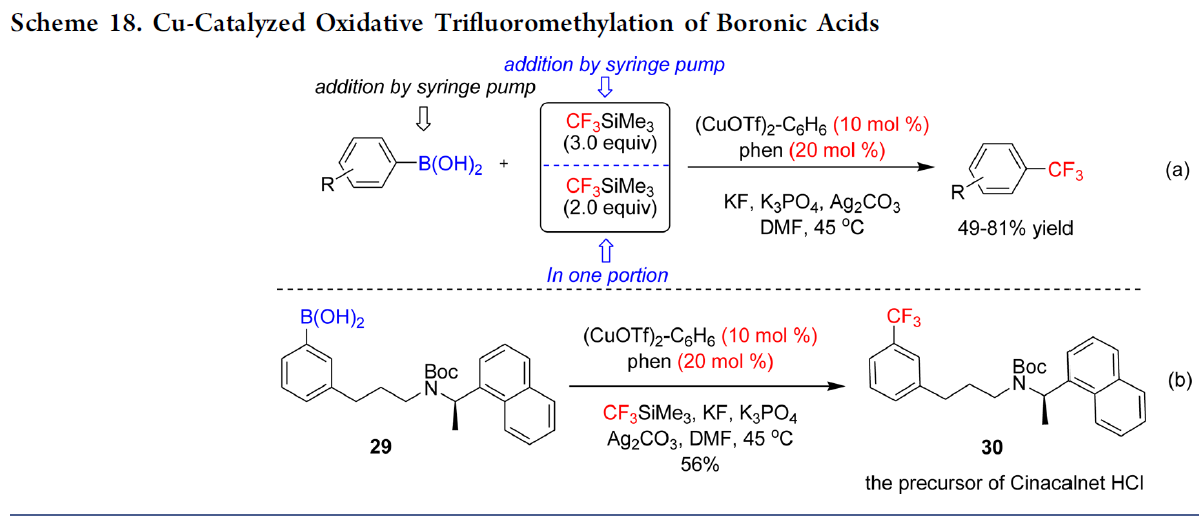 Scheme 18. Cu-Catalyzed Oxidative Trifluoromethylation of Boronic Acids
addition by syringe pump
addition by syringe pump
CF₃SiMe₃
(3.0 equiv)
CF₃SiMe₃
(2.0 equiv)
R
B(OH)₂
+
(CuOTf)₂-C₆H₆ (10 mol %)
phen (20 mol %)
KF, K₃PO₄, Ag₂CO₃
DMF, 45 ºC
R
CF₃
49-81% yield
(a)
In one portion
B(OH)₂
Boc
N
29
(CuOTf)₂-C₆H₆ (10 mol %)
phen (20 mol %)
CF₃SiMe₃, KF, K₃PO₄
Ag₂CO₃, DMF, 45 ºC
56%
CF₃
Boc
N
30
(b)
the precursor of Cinacalnet HCl